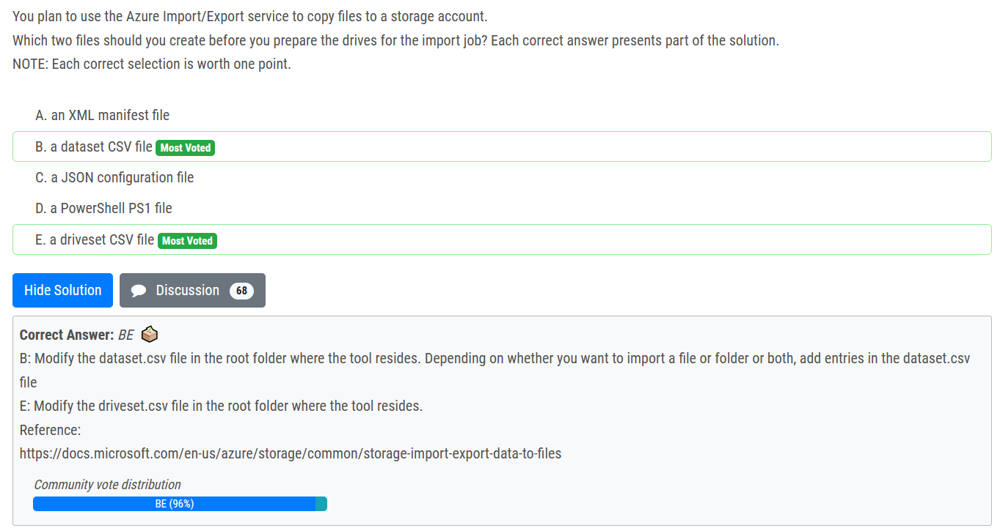 You plan to use the Azure Import/Export service to copy files to a storage account.
Which two files should you create before you prepare the drives for the import job? Each correct answer presents part of the solution.
NOTE: Each correct selection is worth one point.
A. an XML manifest file
B. a dataset CSV file Most Voted
C. a JSON configuration file
D. a PowerShell PS1 file
E. a driveset CSV file Most Voted
Hide Solution Discussion 68
Correct Answer: BE
B: Modify the dataset.csv file in the root folder where the tool resides. Depending on whether you want to import a file or folder or both, add entries in the dataset.csv
file
E: Modify the driveset.csv file in the root folder where the tool resides.
Reference:
https://docs.microsoft.com/en-us/azure/storage/common/storage-import-export-data-to-files
Community vote distribution
BE (96%)